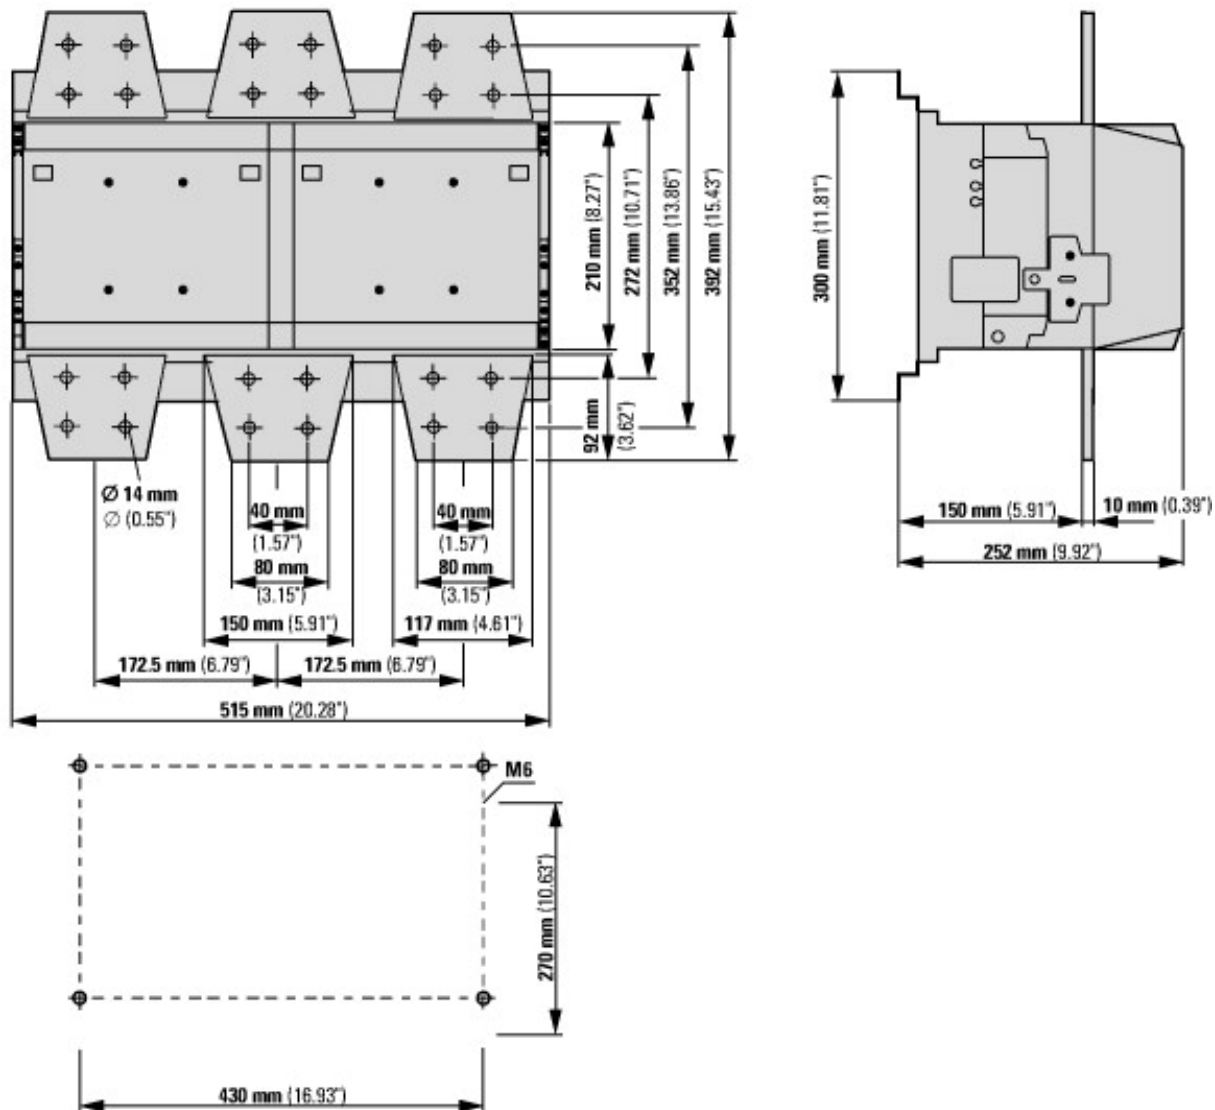 210 mm (8.27")
272 mm (10.71")
352 mm (13.86")
392 mm (15.43")
300 mm (11.81")
92 mm
(3.62")
Ø 14 mm
∅ (0.55")
40 mm
(1.57")
80 mm
(3.15")
40 mm
(1.57")
80 mm
(3.15")
150 mm (5.91")
117 mm (4.61")
172.5 mm (6.79")
172.5 mm (6.79")
515 mm (20.28")
150 mm (5.91")
10 mm (0.39")
252 mm (9.92")
M6
270 mm (10.63")
430 mm (16.93")